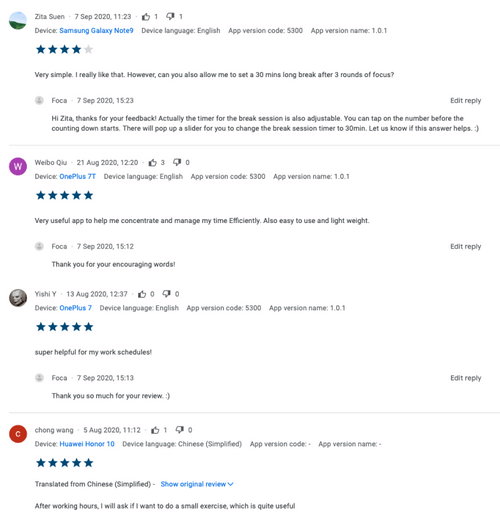 Zita Suen · 7 Sep 2020, 11:23 · 1 1
Device: Samsung Galaxy Note9 Device language: English App version code: 5300 App version name: 1.0.1
Very simple. I really like that. However, can you also allow me to set a 30 mins long break after 3 rounds of focus?
Foca · 7 Sep 2020, 15:23 Edit reply
Hi Zita, thanks for your feedback! Actually the timer for the break session is also adjustable. You can tap on the number before the
counting down starts. There will pop up a slider for you to change the break session timer to 30min. Let us know if this answer helps. :)
W
Weibo Qiu · 21 Aug 2020, 12:20 · 3 0
Device: OnePlus 7T Device language: English App version code: 5300 App version name: 1.0.1
Very useful app to help me concentrate and manage my time Efficiently. Also easy to use and light weight.
Foca · 7 Sep 2020, 15:12 Edit reply
Thank you for your encouraging words!
Yishi Y · 13 Aug 2020, 12:37 · 0 0
Device: OnePlus 7 Device language: English App version code: 5300 App version name: 1.0.1
super helpful for my work schedules!
Foca · 7 Sep 2020, 15:13 Edit reply
Thank you so much for your review. :)
C
chong wang · 5 Aug 2020, 11:12 · 1 0
Device: Huawei Honor 10 Device language: Chinese (Simplified) App version code: - App version name: -
Translated from Chinese (Simplified) - Show original review
After working hours, I will ask if I want to do a small exercise, which is quite useful